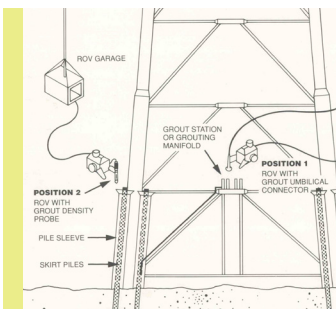 ROV GARAGE
GROUT STATION
OR GROUTING
MANIFOLD
POSITION 1
ROV WITH
GROUT UMBILICAL
CONNECTOR
POSITION 2
ROV WITH
GROUT DENSITY
PROBE
PILE SLEEVE
SKIRT PILES